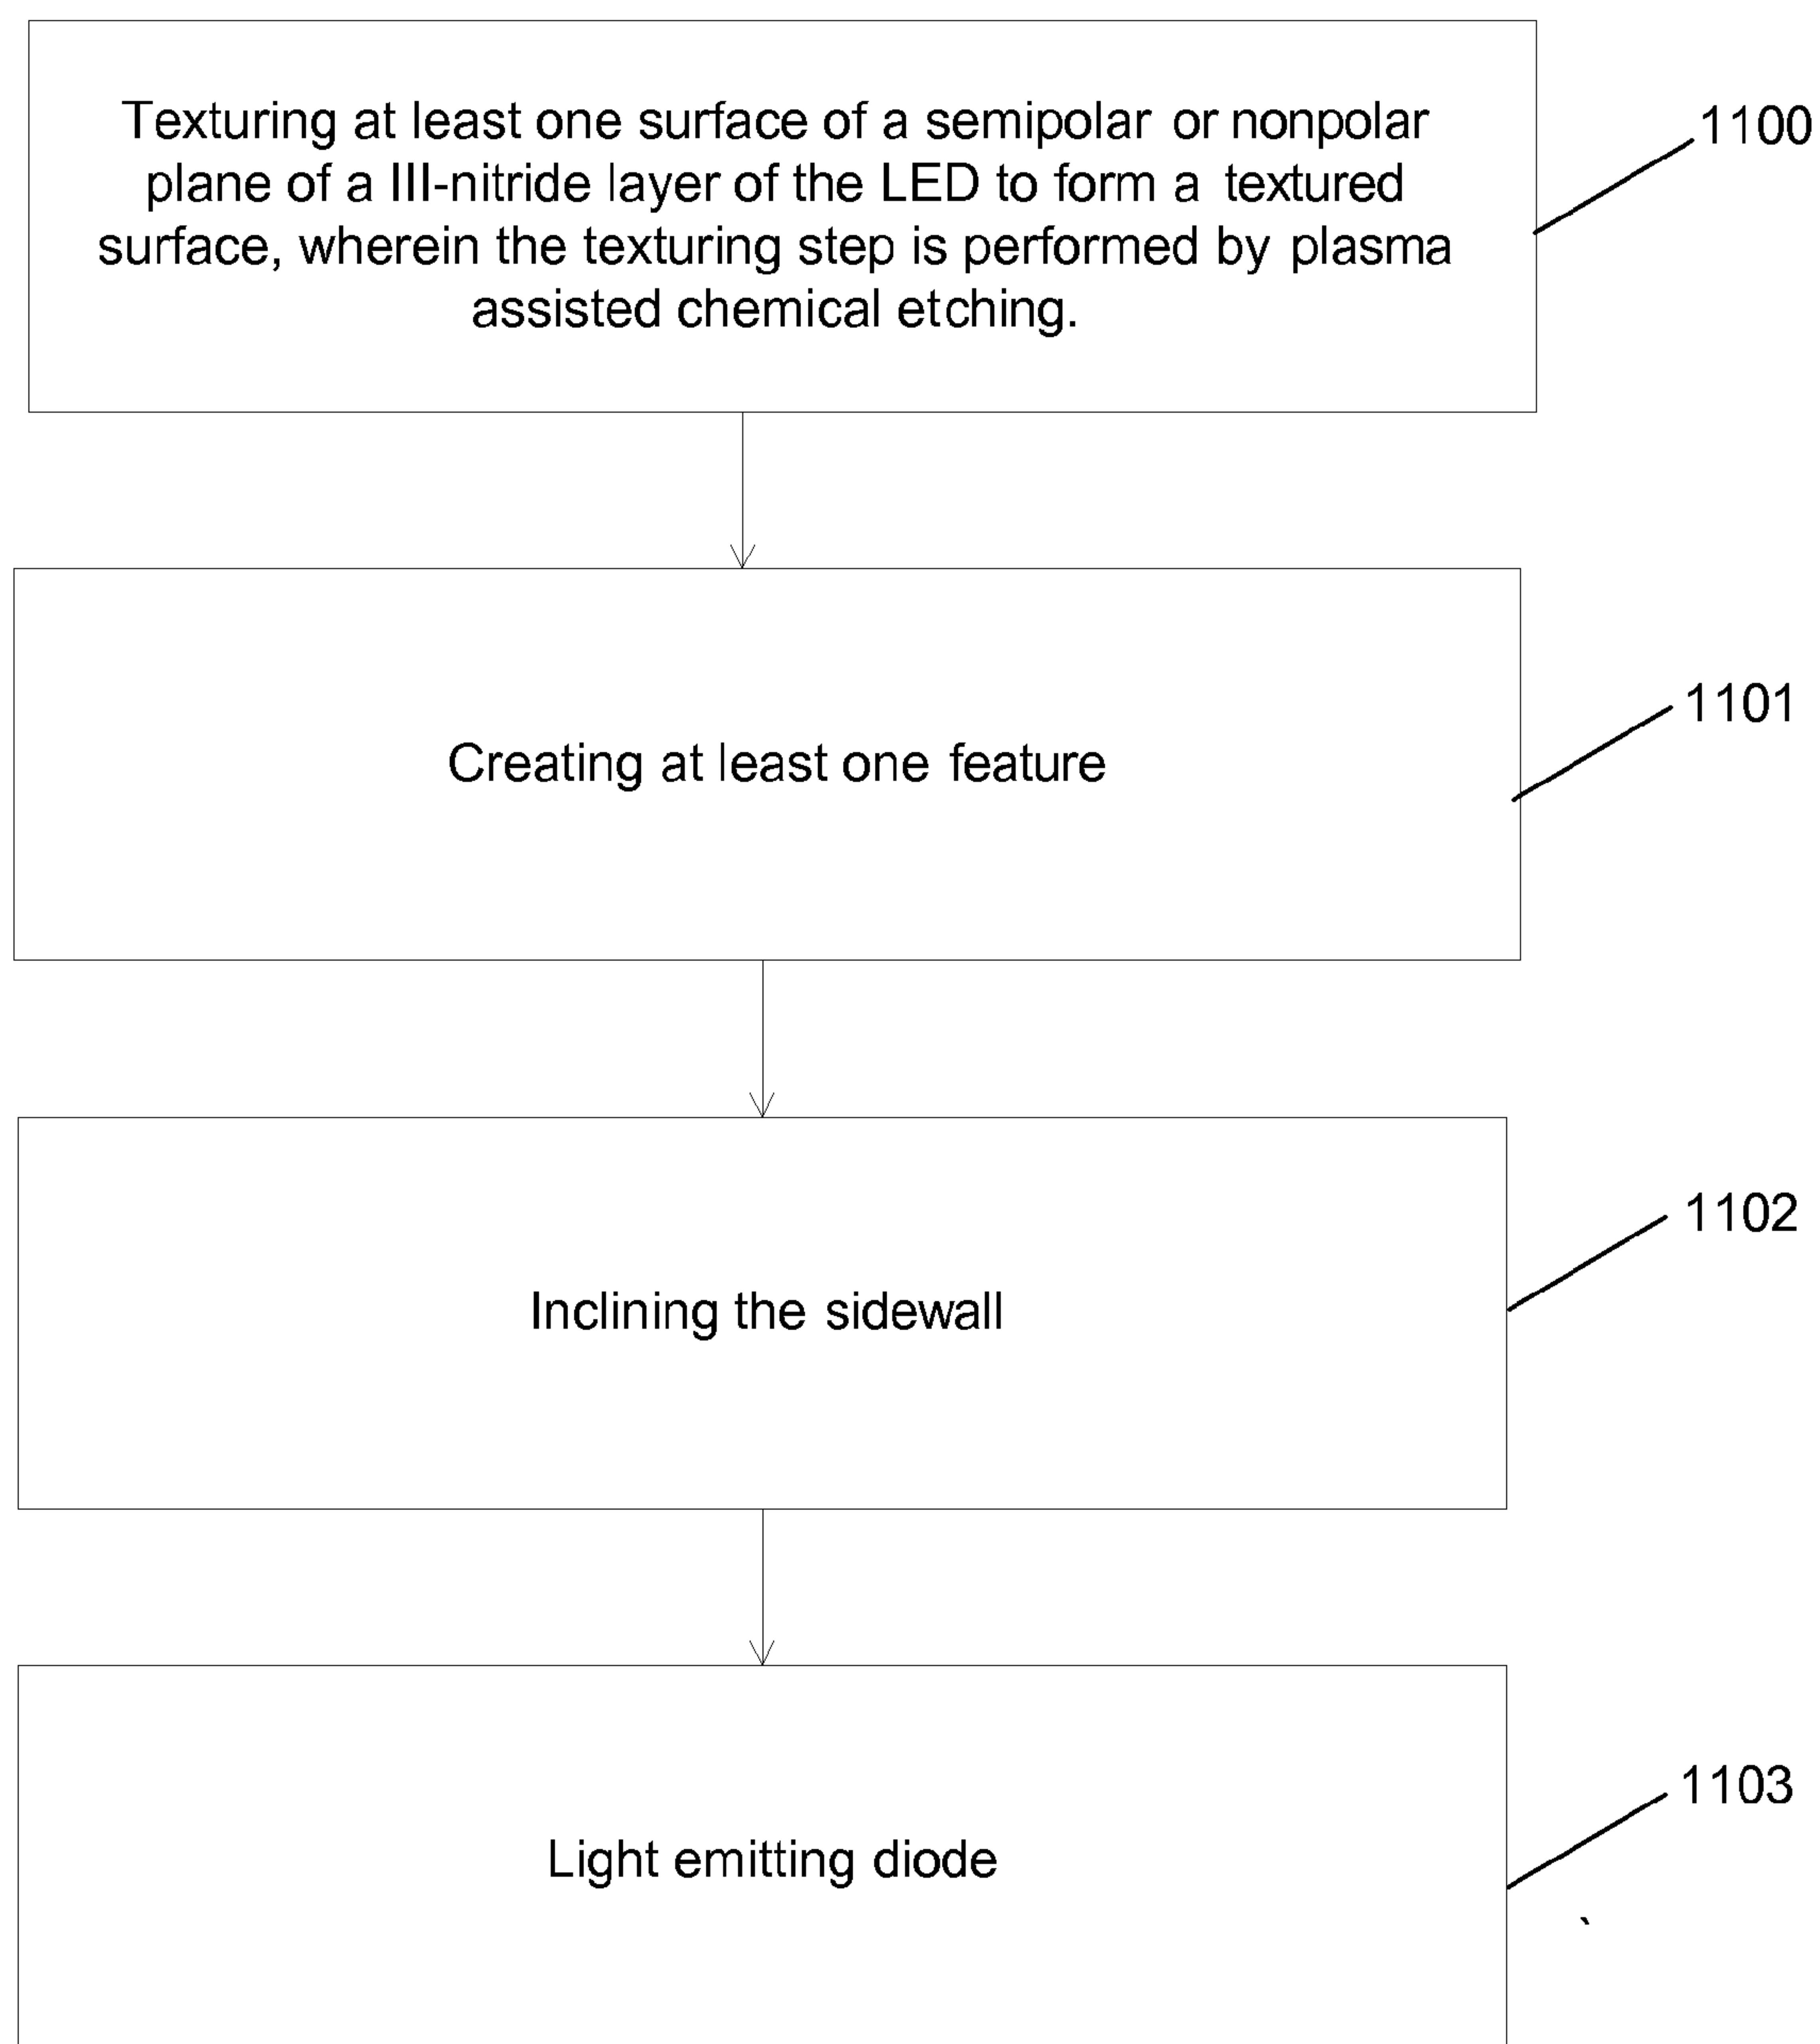 Texturing at least one surface of a semipolar or nonpolar
plane of a III-nitride layer of the LED to form a textured
surface, wherein the texturing step is performed by plasma
assisted chemical etching.
1100
Creating at least one feature
1101
Inclining the sidewall
1102
Light emitting diode
1103